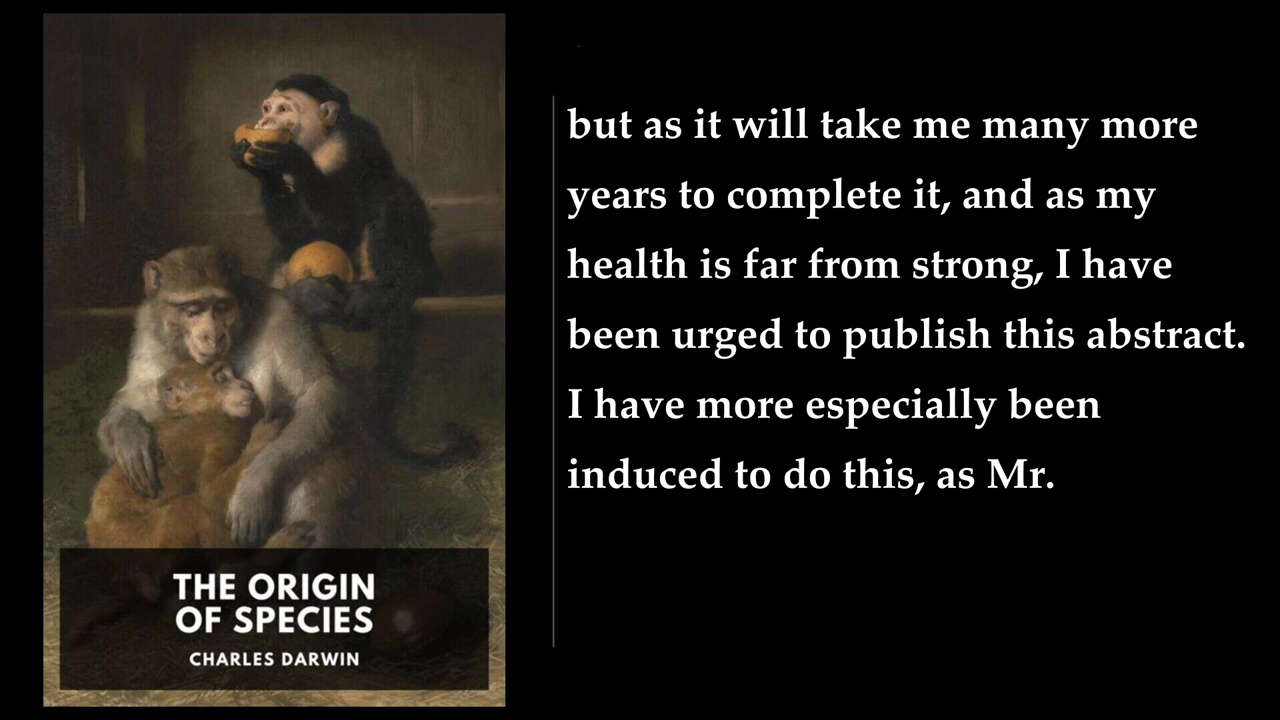 THE ORIGIN
OF SPECIES
CHARLES DARWIN
but as it will take me many more
years to complete it, and as my
health is far from strong, I have
been urged to publish this abstract.
I have more especially been
induced to do this, as Mr.